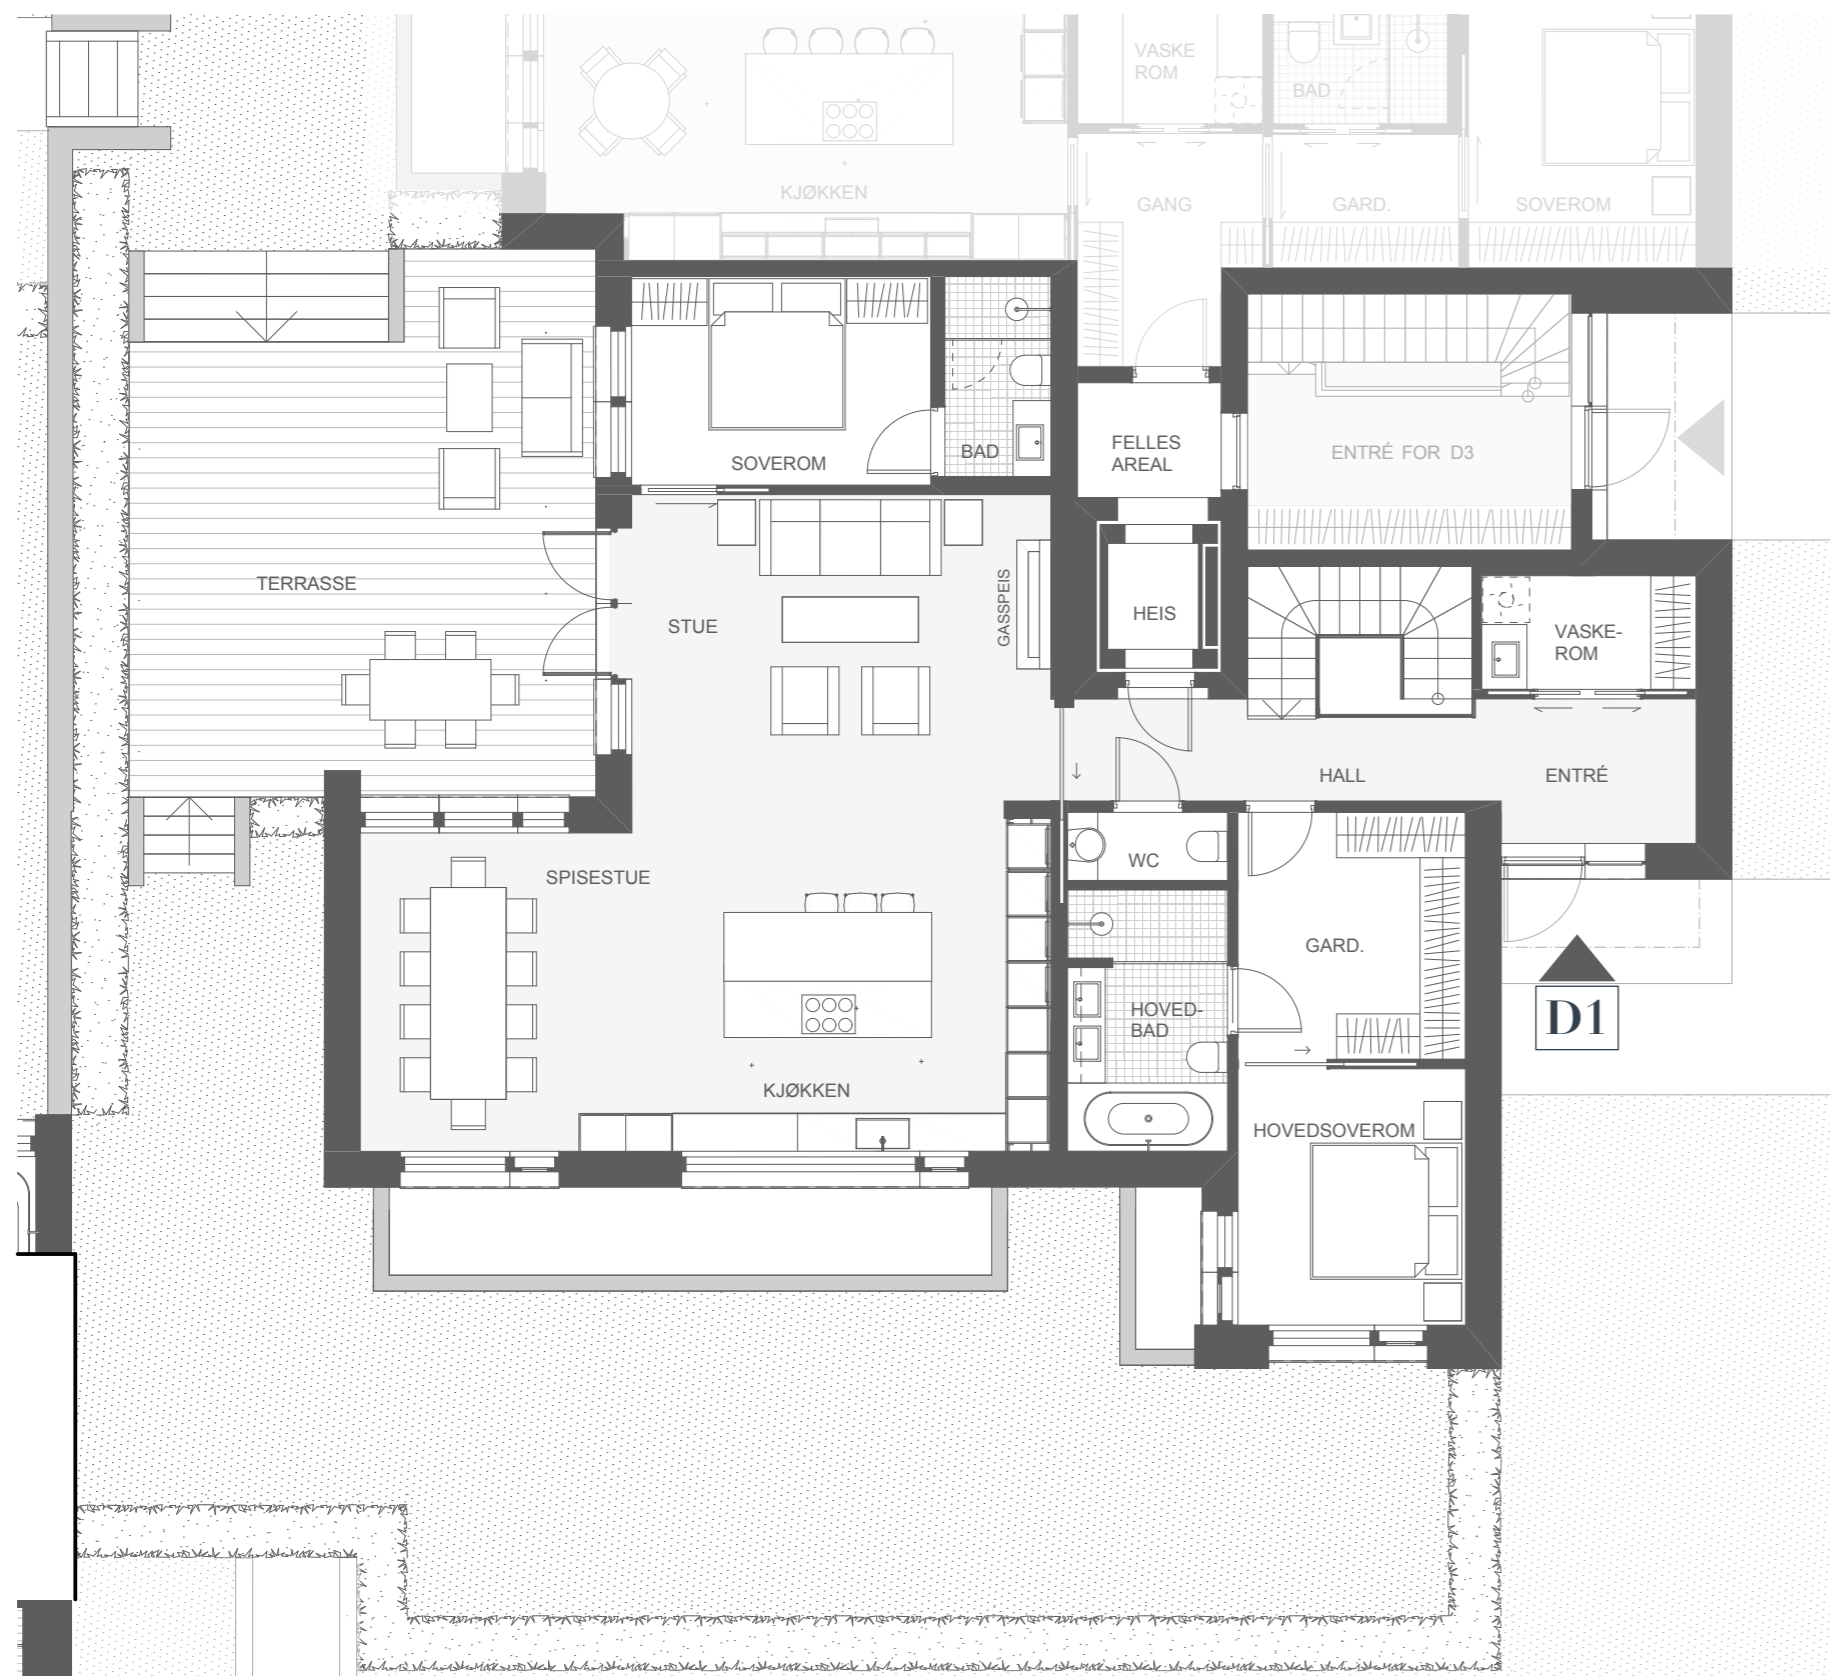 VASKE
ROM
BAD
KJØKKEN
GANG
GARD.
SOVEROM
SOVEROM
BAD
FELLES
AREAL
ENTRÉ FOR D3
TERRASSE
STUE
GASSPEIS
HEIS
VASKE-
ROM
HALL
ENTRÉ
SPISESTUE
WC
GARD.
HOVED-
BAD
D1
KJØKKEN
HOVEDSOVEROM